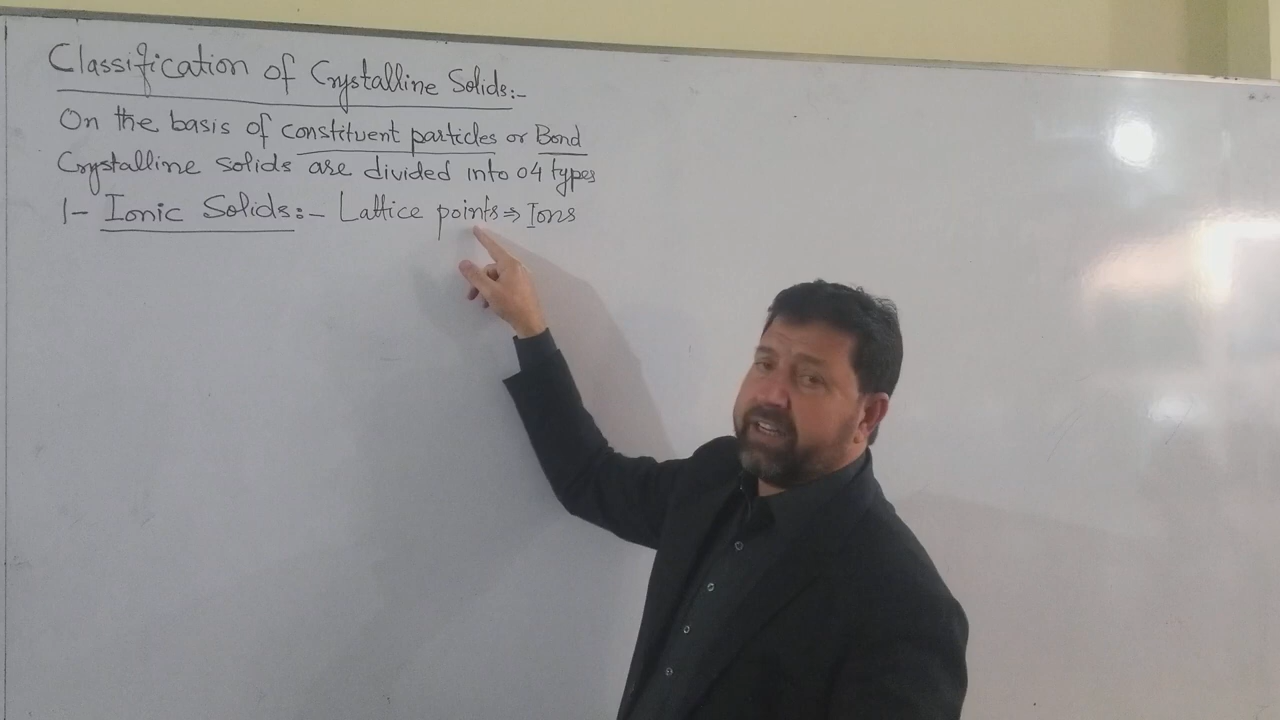 Classification of Crystalline Solids:-
On the basis of constituent particles or Bond
Crystalline solids are divided into 04 types
1- Ionic Solids:- Lattice points ⇒ Ions